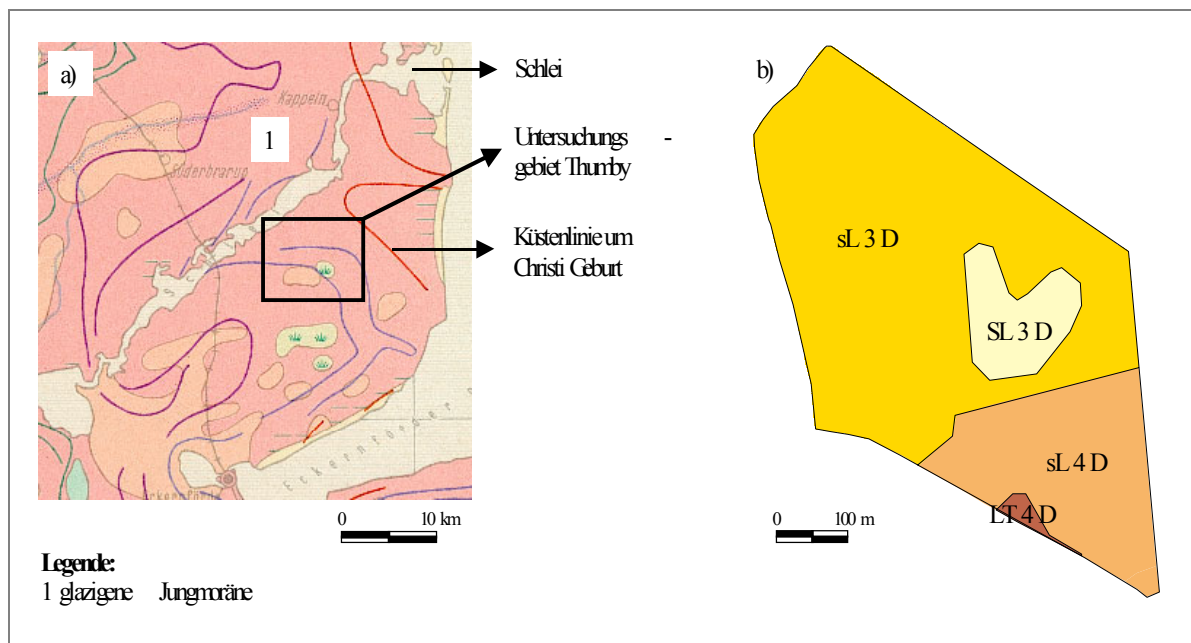 a)
1
Kappeln
Süderbrarup
Schlei
Untersuchungs -
gebiet Thumby
Küstenlinie um
Christi Geburt
Eckernförder
0 10 km
Legende:
1 glazigene Jungmoräne
b)
sL 3 D
SL 3 D
sL 4 D
LT 4 D
0 100 m